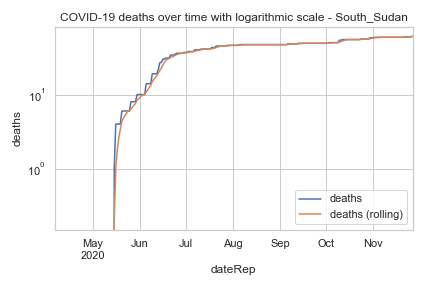 COVID-19 deaths over time with logarithmic scale - South_Sudan
deaths
10¹
10⁰
deaths
deaths (rolling)
May Jun Jul Aug Sep Oct Nov
2020
dateRep